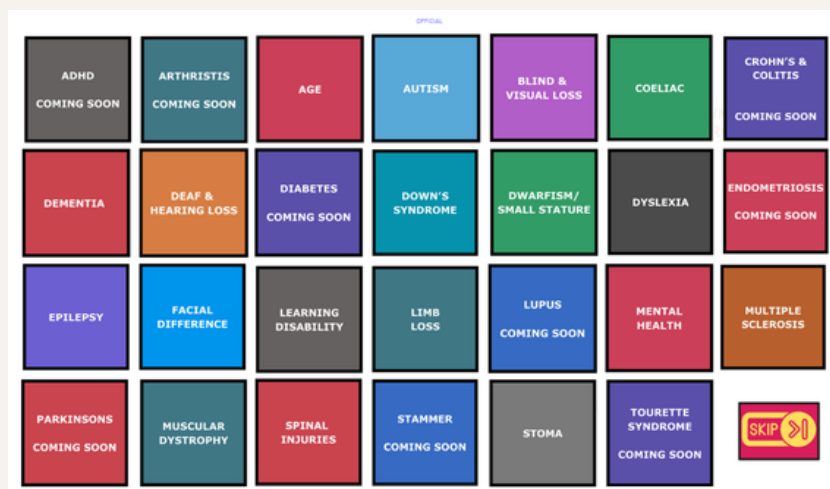 OFFICIAL
ADHD
COMING SOON
ARTHRISTIS
COMING SOON
AGE
AUTISM
BLIND &
VISUAL LOSS
COELIAC
CROHN'S &
COLITIS
COMING SOON
DEMENTIA
DEAF &
HEARING LOSS
DIABETES
COMING SOON
DOWN'S
SYNDROME
DWARFISM/
SMALL STATURE
DYSLEXIA
ENDOMETRIOSIS
COMING SOON
EPILEPSY
FACIAL
DIFFERENCE
LEARNING
DISABILITY
LIMB
LOSS
LUPUS
COMING SOON
MENTAL
HEALTH
MULTIPLE
SCLEROSIS
PARKINSONS
COMING SOON
MUSCULAR
DYSTROPHY
SPINAL
INJURIES
STAMMER
COMING SOON
STOMA
TOURETTE
SYNDROME
COMING SOON
SKIP